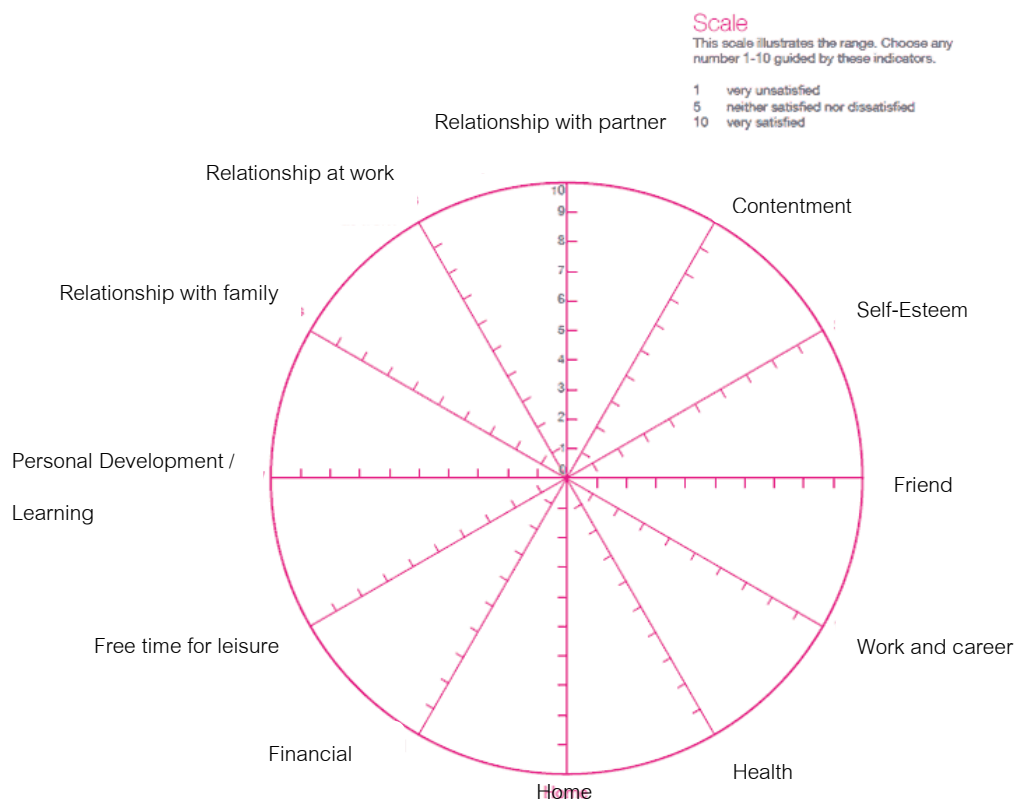 Scale
This scale illustrates the range. Choose any
number 1-10 guided by these indicators.
1 very unsatisfied
5 neither satisfied nor dissatisfied
10 very satisfied
Relationship with partner
Relationship at work
Contentment
Relationship with family
Self-Esteem
10
9
8
7
6
5
4
3
2
1
0
Personal Development /
Learning
Friend
Free time for leisure
Work and career
Financial
Health
Home